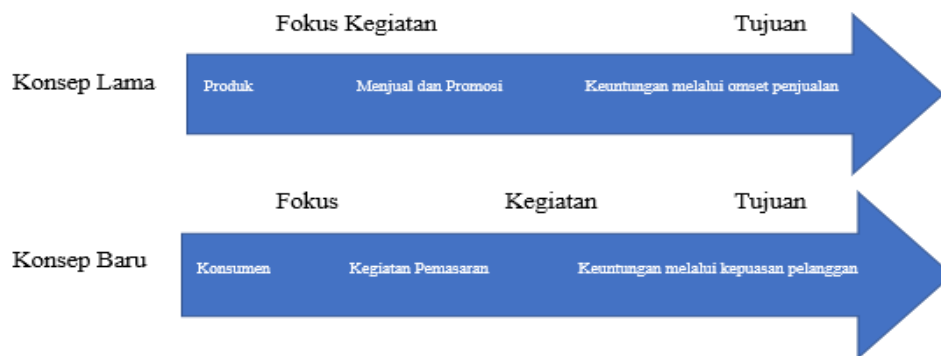 Fokus Kegiatan Tujuan
Konsep Lama Produk Menjual dan Promosi Keuntungan melalui omset penjualan
Fokus Kegiatan Tujuan
Konsep Baru Konsumen Kegiatan Pemasaran Keuntungan melalui kepuasan pelanggan